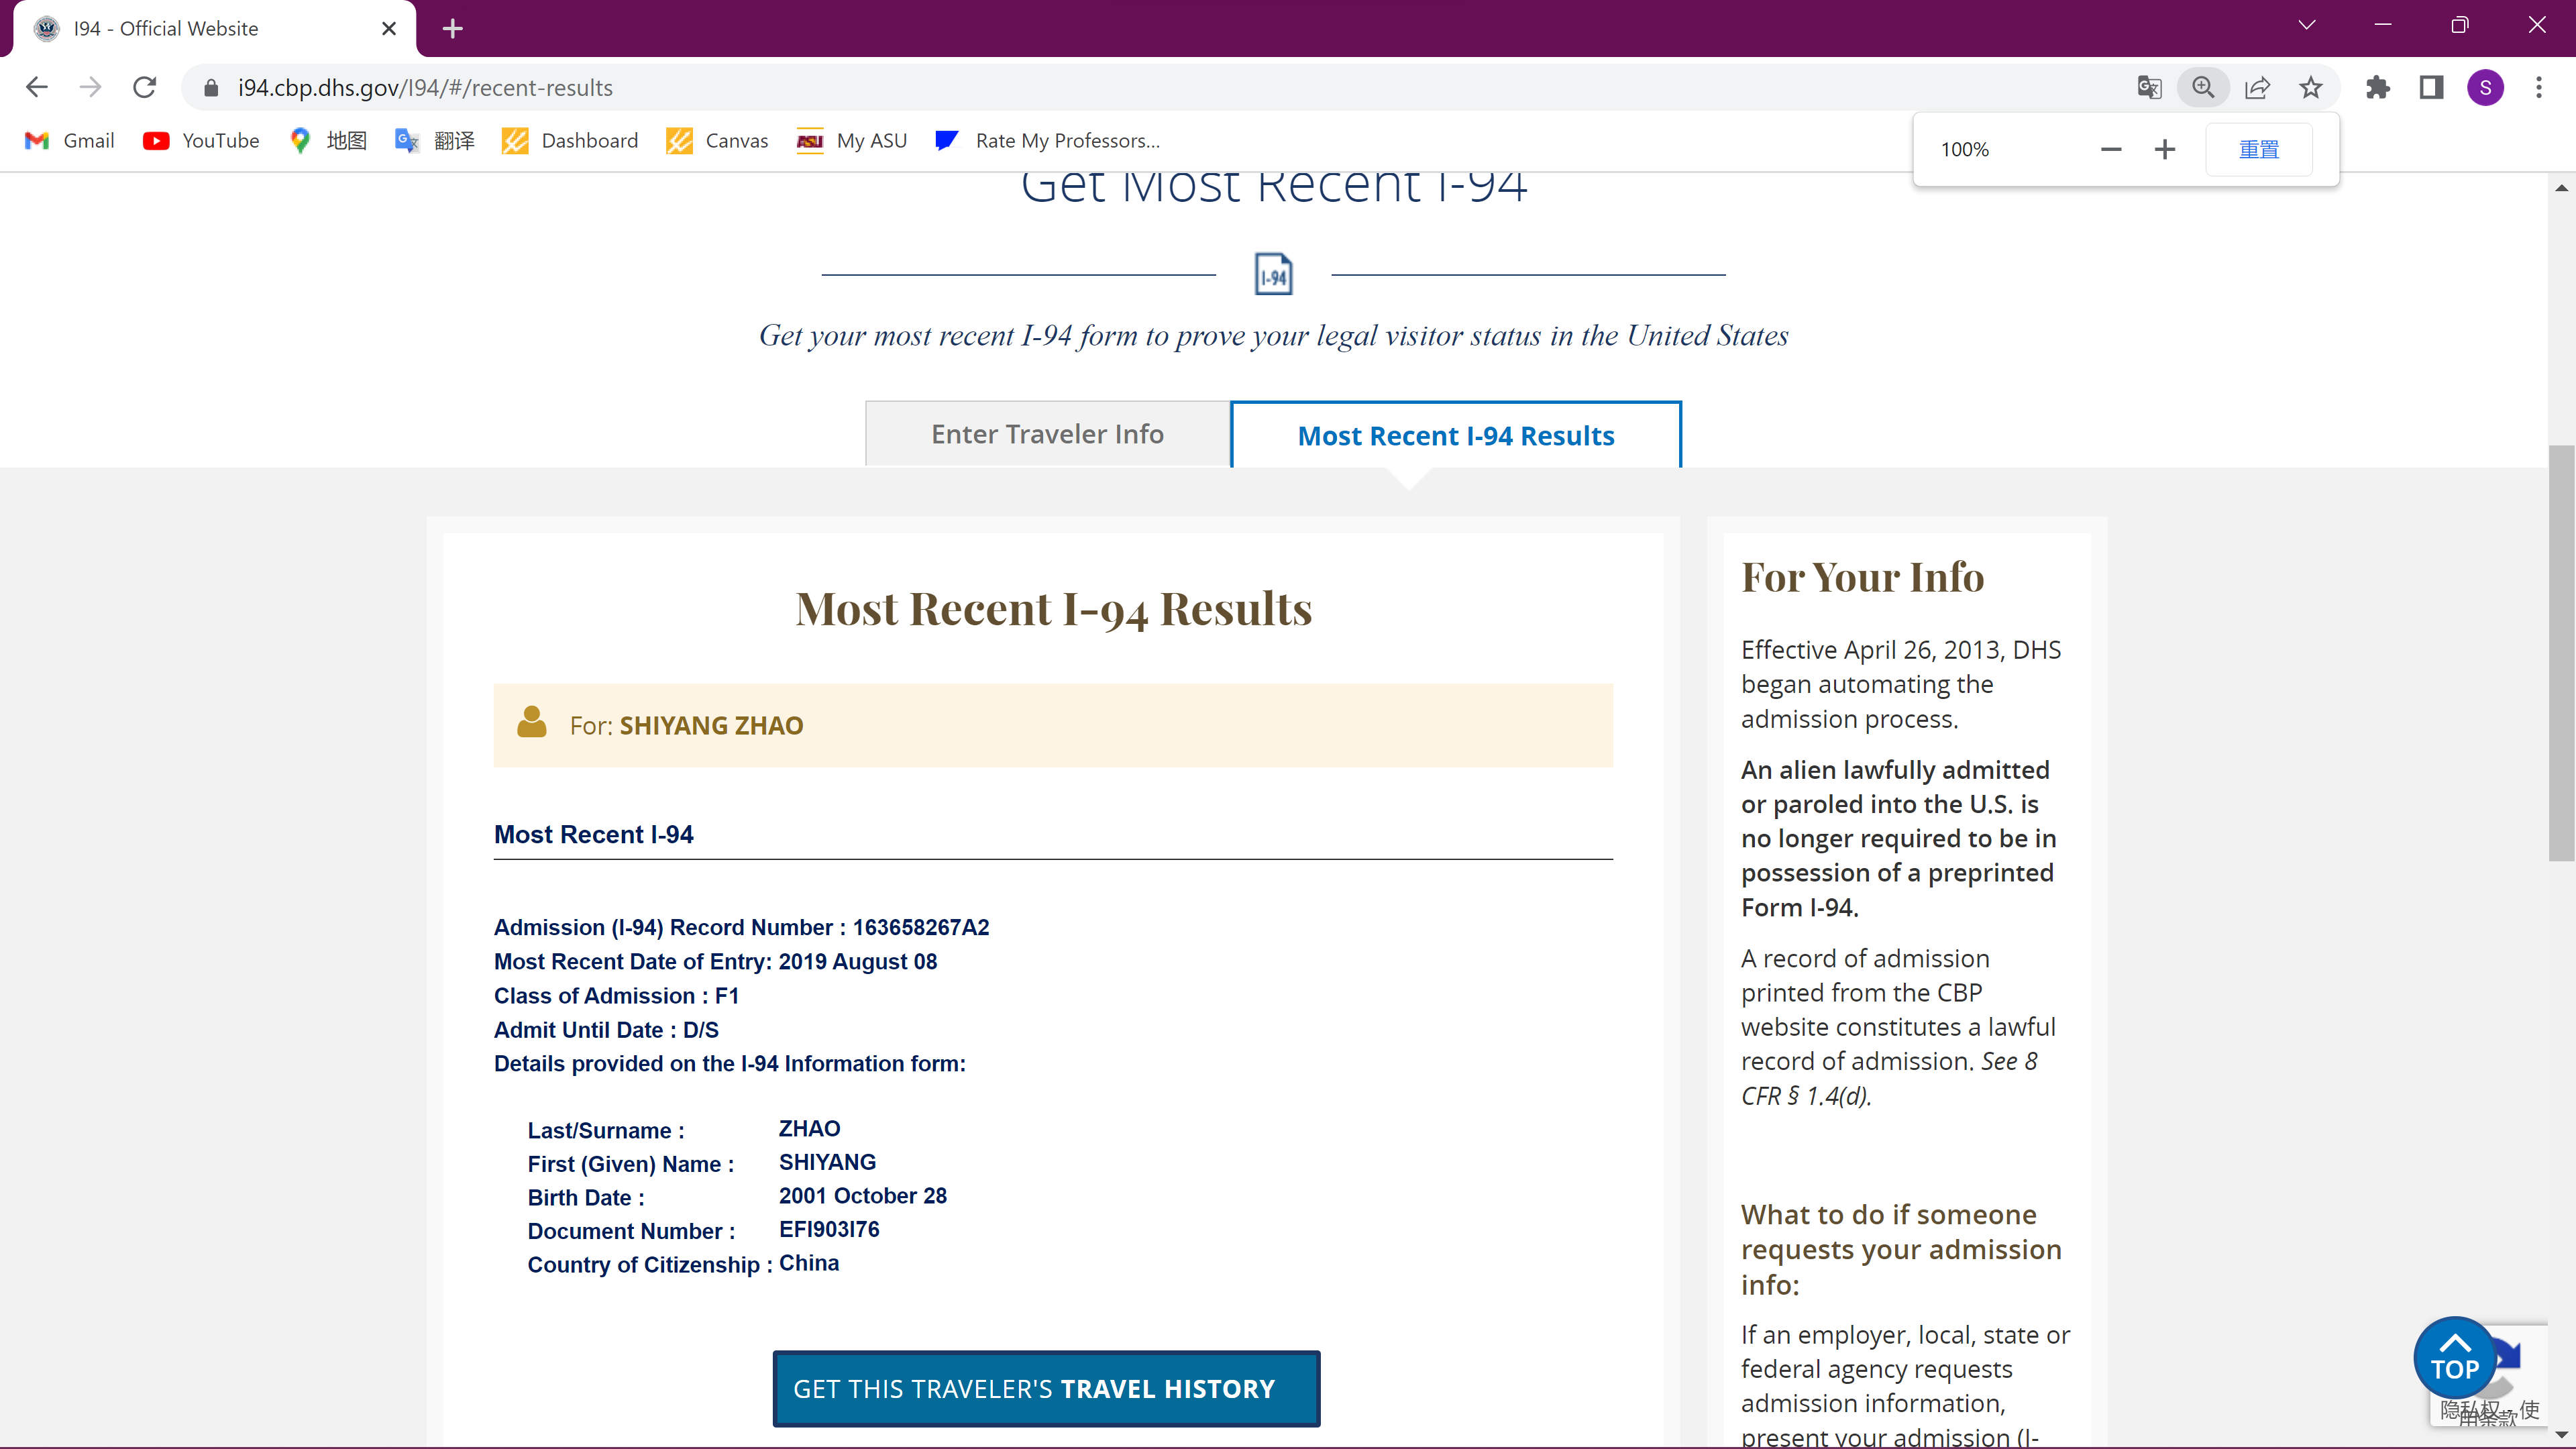 I94 - Official Website
i94.cbp.dhs.gov/I94/#/recent-results
S
Gmail
YouTube
地图
翻译
Dashboard
Canvas
My ASU
Rate My Professors...
100%
重置
Get Most Recent I-94
I-94
Get your most recent I-94 form to prove your legal visitor status in the United States
Enter Traveler Info
Most Recent I-94 Results
Most Recent I-94 Results
For: SHIYANG ZHAO
Most Recent I-94
Admission (I-94) Record Number : 163658267A2
Most Recent Date of Entry: 2019 August 08
Class of Admission : F1
Admit Until Date : D/S
Details provided on the I-94 Information form:
Last/Surname : ZHAO
First (Given) Name : SHIYANG
Birth Date : 2001 October 28
Document Number : EFI903I76
Country of Citizenship : China
GET THIS TRAVELER'S TRAVEL HISTORY
For Your Info
Effective April 26, 2013, DHS
began automating the
admission process.
An alien lawfully admitted
or paroled into the U.S. is
no longer required to be in
possession of a preprinted
Form I-94.
A record of admission
printed from the CBP
website constitutes a lawful
record of admission. See 8
CFR § 1.4(d).
What to do if someone
requests your admission
info:
If an employer, local, state or
federal agency requests
admission information,
present your admission (I-
TOP
隐私权 - 使
用条款